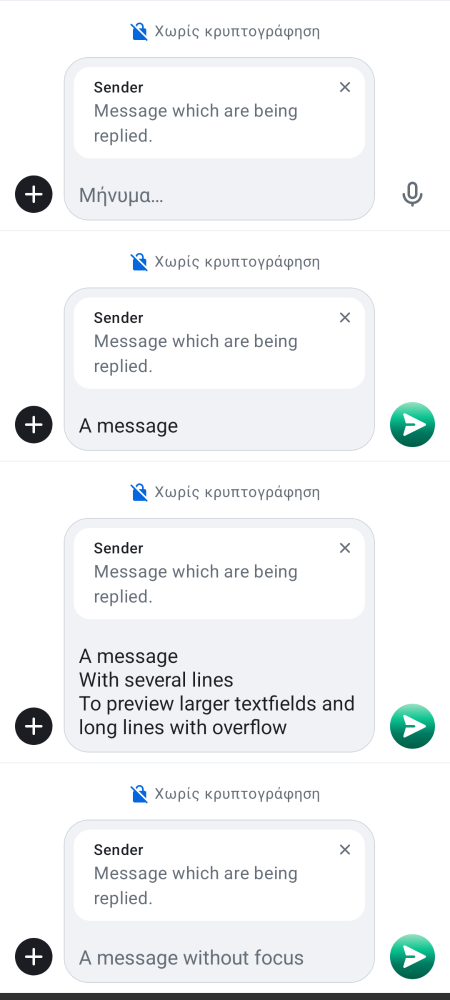 Χωρίς κρυπτογράφηση
Sender
Message which are being
replied.
Μήνυμα…
Χωρίς κρυπτογράφηση
Sender
Message which are being
replied.
A message
Χωρίς κρυπτογράφηση
Sender
Message which are being
replied.
A message
With several lines
To preview larger textfields and
long lines with overflow
Χωρίς κρυπτογράφηση
Sender
Message which are being
replied.
A message without focus